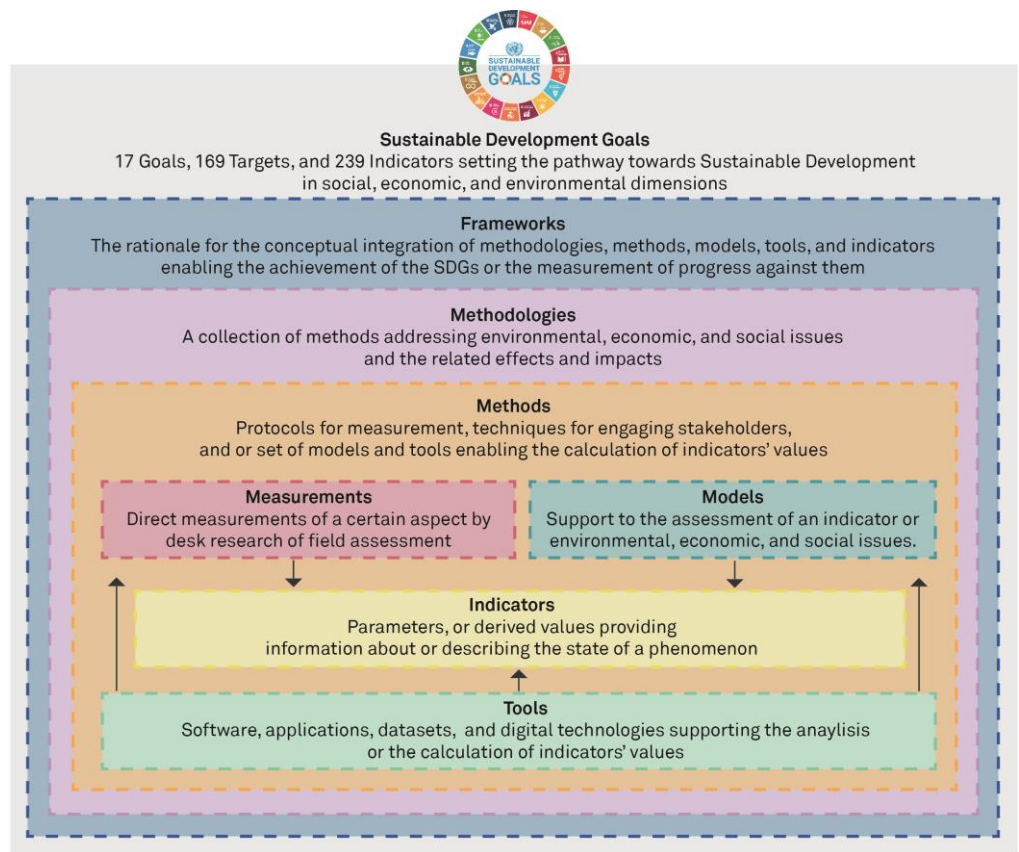 SUSTAINABLE
DEVELOPMENT
GOALS
Sustainable Development Goals
17 Goals, 169 Targets, and 239 Indicators setting the pathway towards Sustainable Development
in social, economic, and environmental dimensions
Frameworks
The rationale for the conceptual integration of methodologies, methods, models, tools, and indicators
enabling the achievement of the SDGs or the measurement of progress against them
Methodologies
A collection of methods addressing environmental, economic, and social issues
and the related effects and impacts
Methods
Protocols for measurement, techniques for engaging stakeholders,
and or set of models and tools enabling the calculation of indicators' values
Measurements
Direct measurements of a certain aspect by
desk research of field assessment
Models
Support to the assessment of an indicator or
environmental, economic, and social issues.
Indicators
Parameters, or derived values providing
information about or describing the state of a phenomenon
Tools
Software, applications, datasets, and digital technologies supporting the anaylisis
or the calculation of indicators' values